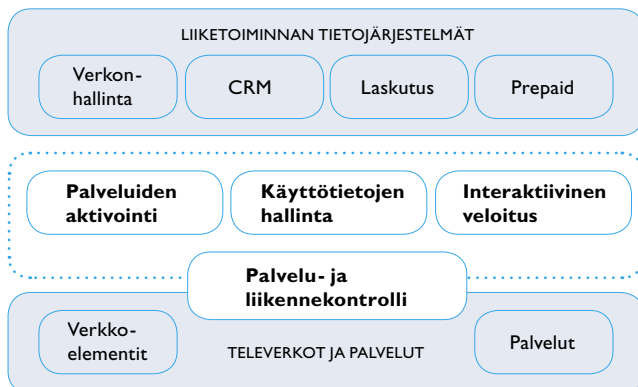 LIIKETOIMINNAN TIETOJÄRJESTELMÄT
Verkon-
hallinta
CRM
Laskutus
Prepaid
Palveluiden
aktivointi
Käyttötietojen
hallinta
Interaktiivinen
veloitus
Palvelu- ja
liikennekontrolli
Verkko-
elementit
TELEVERKOT JA PALVELUT
Palvelut